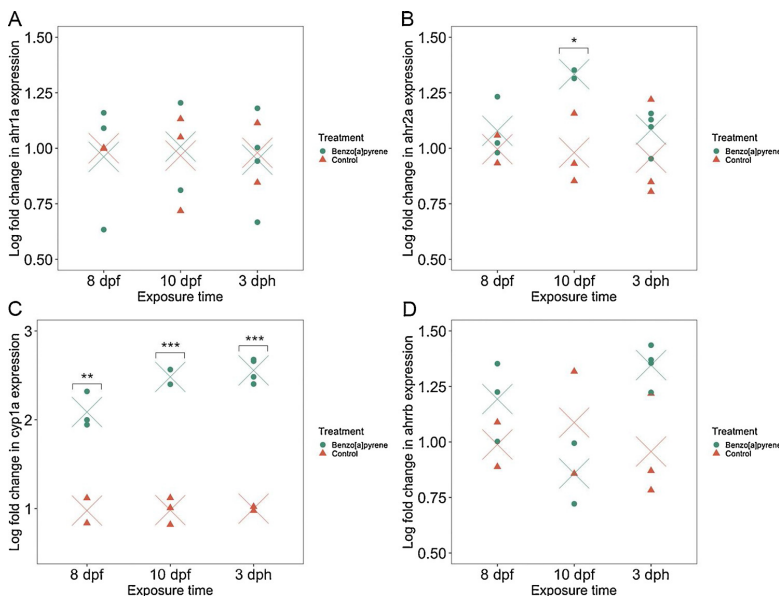 A
Log fold change in ahr1a expression
1.50
1.25
1.00
0.75
0.50
8 dpf
10 dpf
3 dph
Exposure time
Treatment
Benzo[a]pyrene
Control
B
Log fold change in ahr2a expression
1.50
1.25
1.00
0.75
0.50
*
8 dpf
10 dpf
3 dph
Exposure time
Treatment
Benzo[a]pyrene
Control
C
Log fold change in cyp1a expression
3
2
1
**
***
***
8 dpf
10 dpf
3 dph
Exposure time
Treatment
Benzo[a]pyrene
Control
D
Log fold change in ahrrb expression
1.50
1.25
1.00
0.75
0.50
8 dpf
10 dpf
3 dph
Exposure time
Treatment
Benzo[a]pyrene
Control